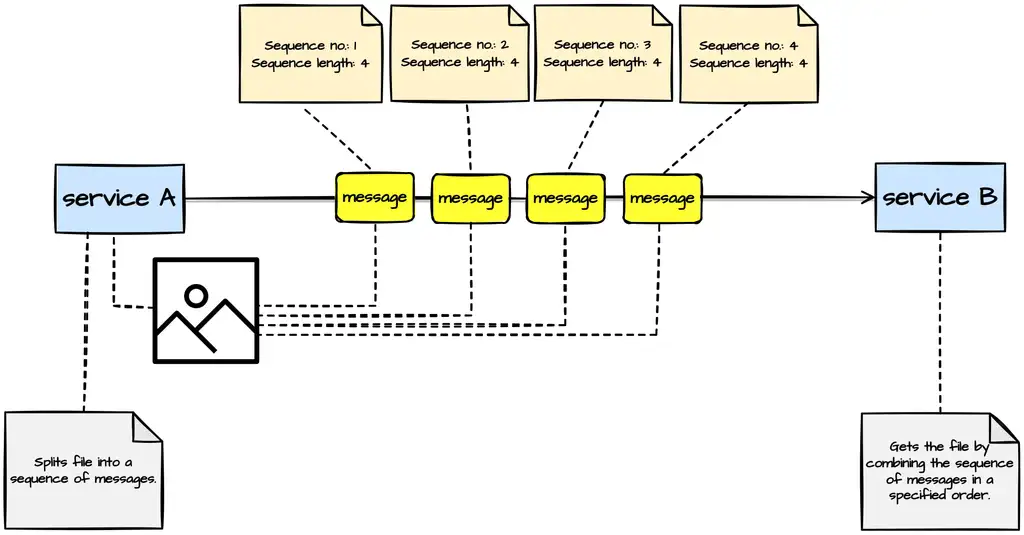 Sequence no.: 1
Sequence length: 4
Sequence no.: 2
Sequence length: 4
Sequence no.: 3
Sequence length: 4
Sequence no.: 4
Sequence length: 4
service A
message
message
message
message
service B
Splits file into a
sequence of messages.
Gets the file by
combining the sequence
of messages in a
specified order.